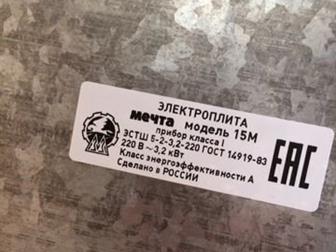 ЭЛЕКТРОПЛИТА
мечта модель 15М
прибор класса I
ЭСТШ 5-2-3,2-220 ГОСТ 14919-83
220 В ~ 3,2 кВт
Класс энергоэффективности А
Сделано в РОССИИ
ЕАС